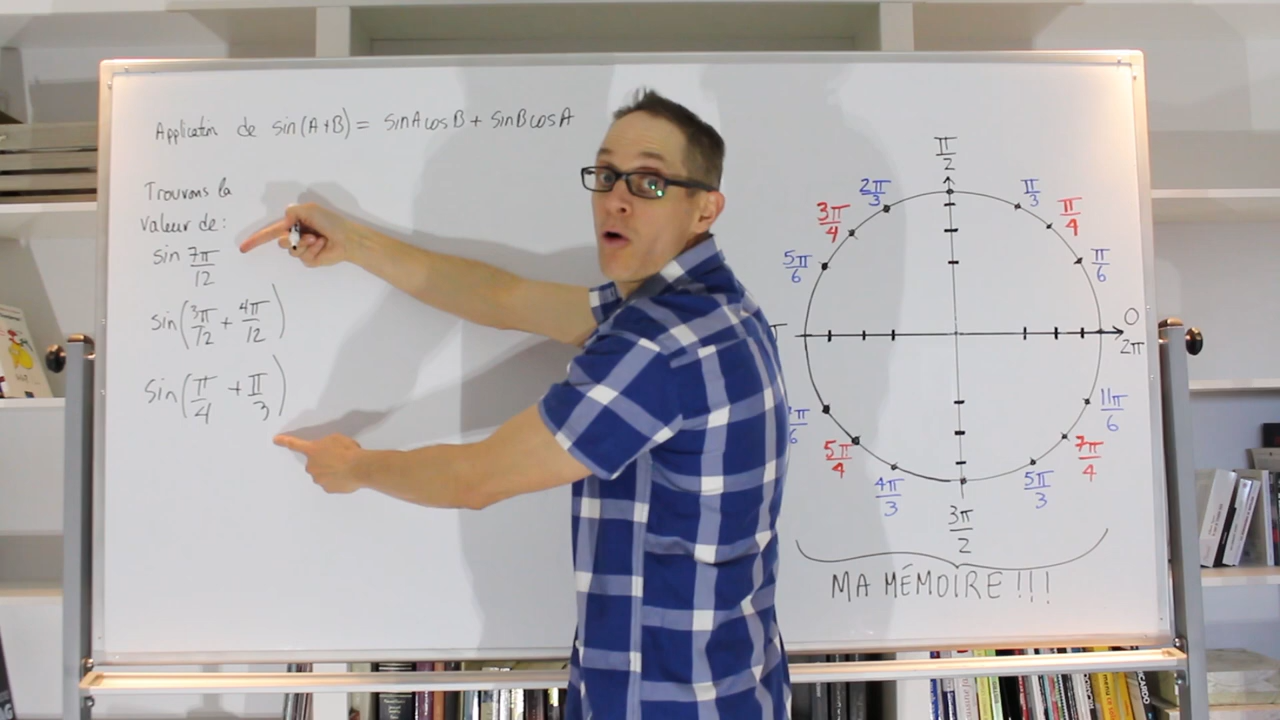 Application de sin(A+B) = sinAcosB + sinBcosA
Trouvons la
valeur de:
sin 7π/12
sin(3π/12 + 4π/12)
sin(π/4 + π/3)
π/2
2π/3
π/3
3π/4
π/4
5π/6
π/6
0
2π
11π/6
5π/4
7π/4
4π/3
5π/3
3π/2
MA MÉMOIRE!!!